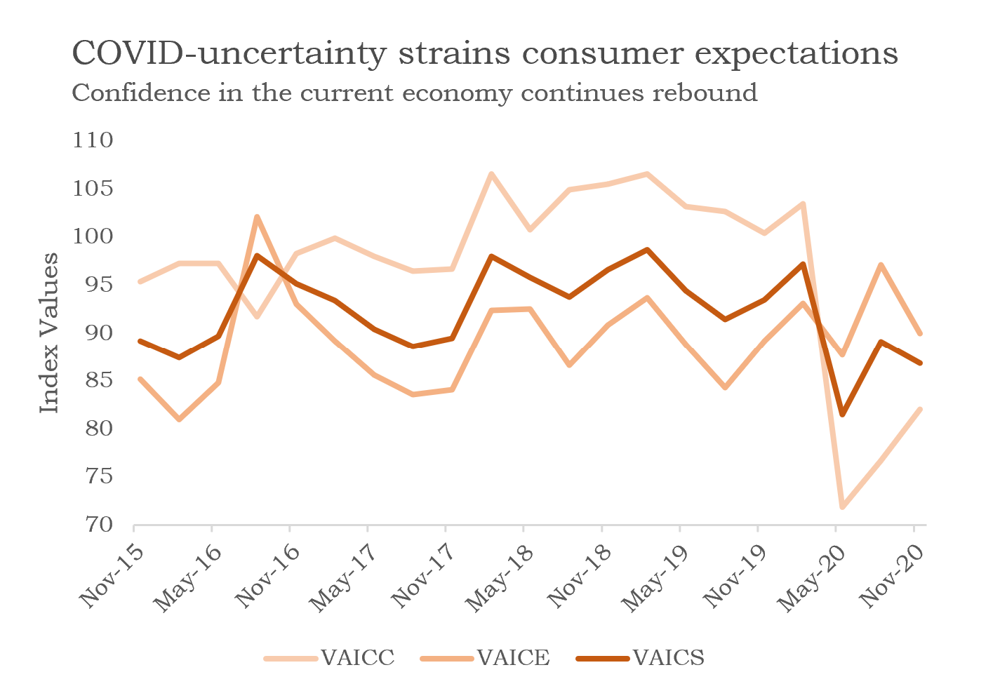 COVID-uncertainty strains consumer expectations
Confidence in the current economy continues rebound
110
105
100
95
90
85
80
75
70
Index Values
Nov-15
May-16
Nov-16
May-17
Nov-17
May-18
Nov-18
May-19
Nov-19
May-20
Nov-20
VAICC
VAICE
VAICS